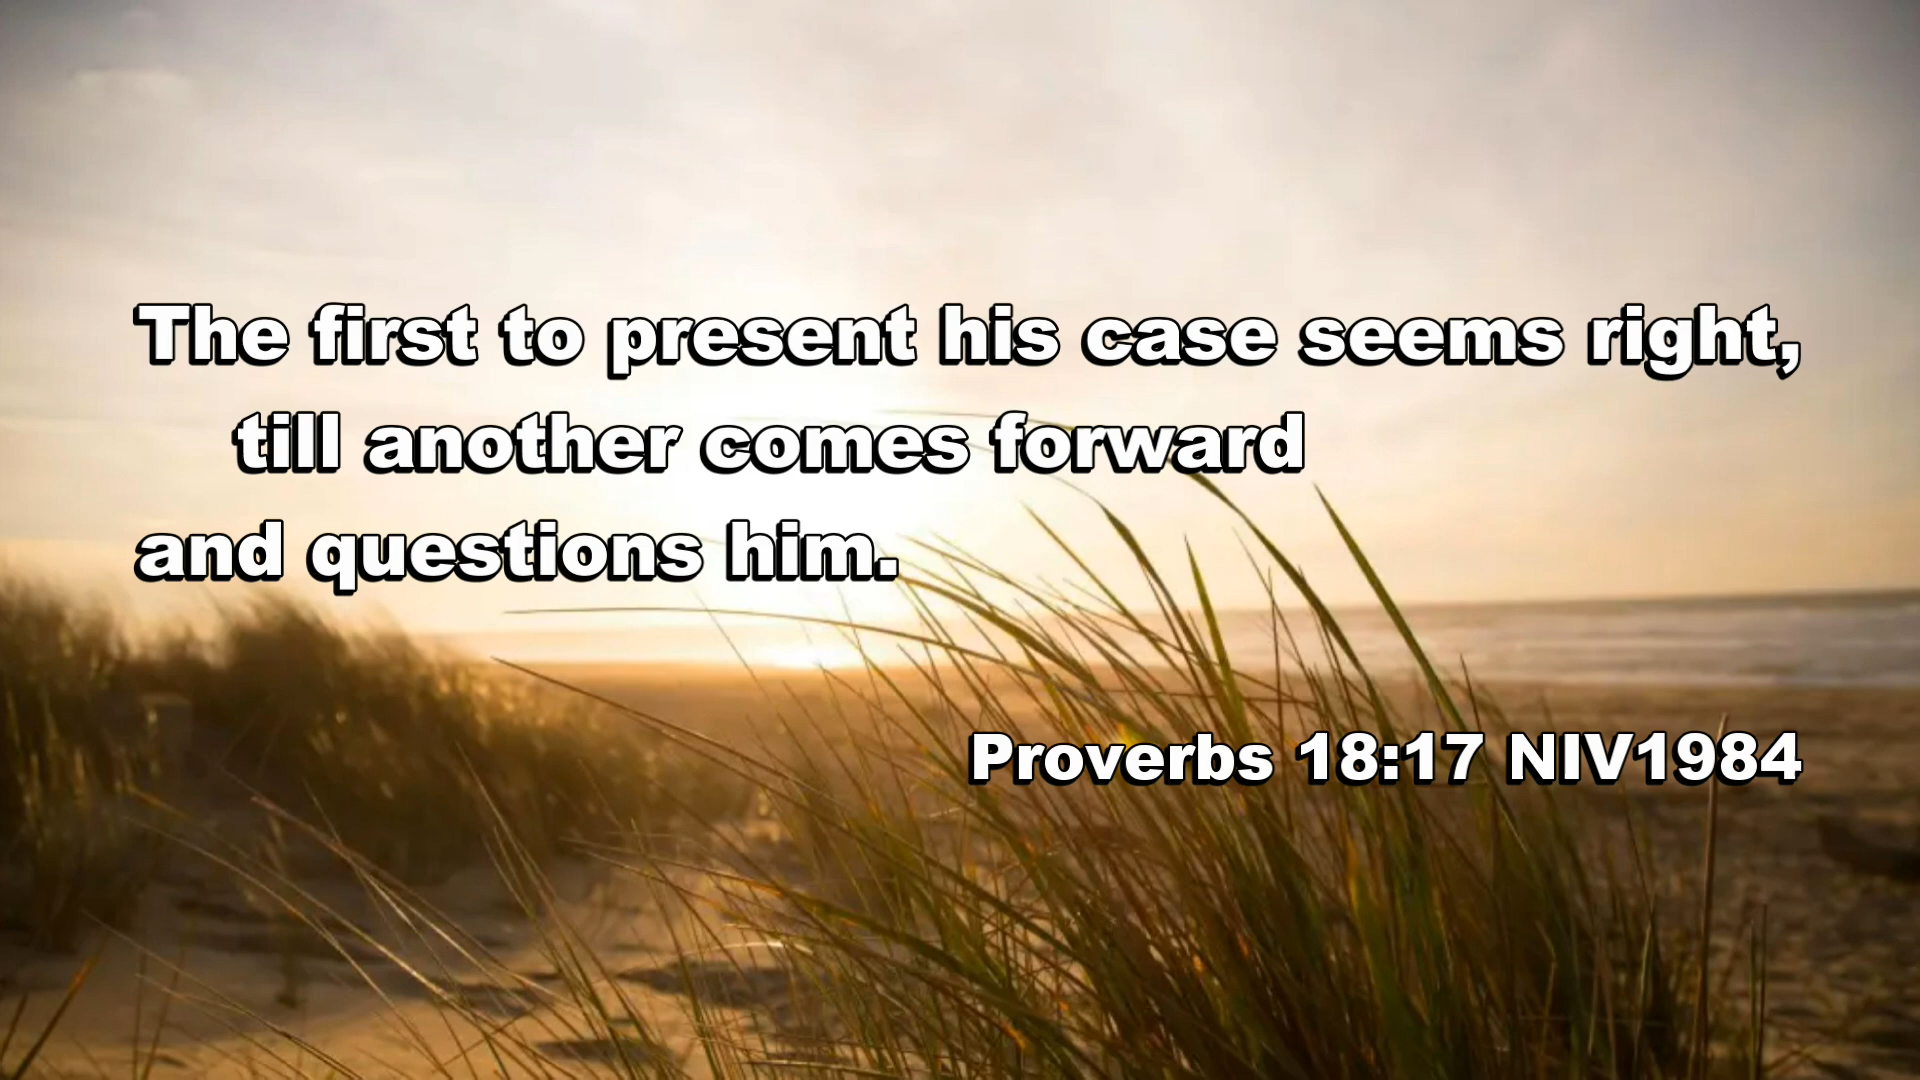 The first to present his case seems right,
till another comes forward
and questions him.
Proverbs 18:17 NIV1984